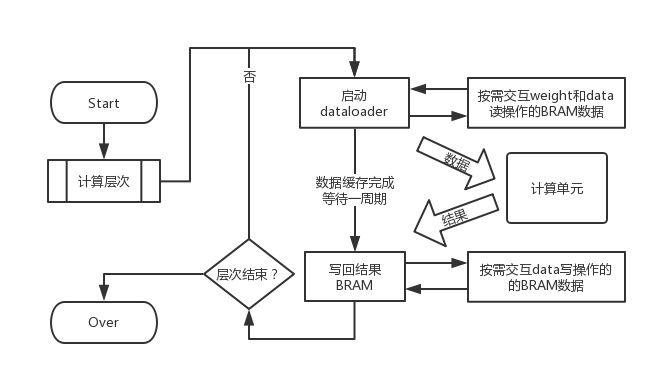 否
Start
启动
dataloader
按需交互weight和data
读操作的BRAM数据
计算层次
数据
数据缓存完成
等待一周期
计算单元
结果
层次结束？
写回结果
BRAM
按需交互data写操作的
的BRAM数据
Over